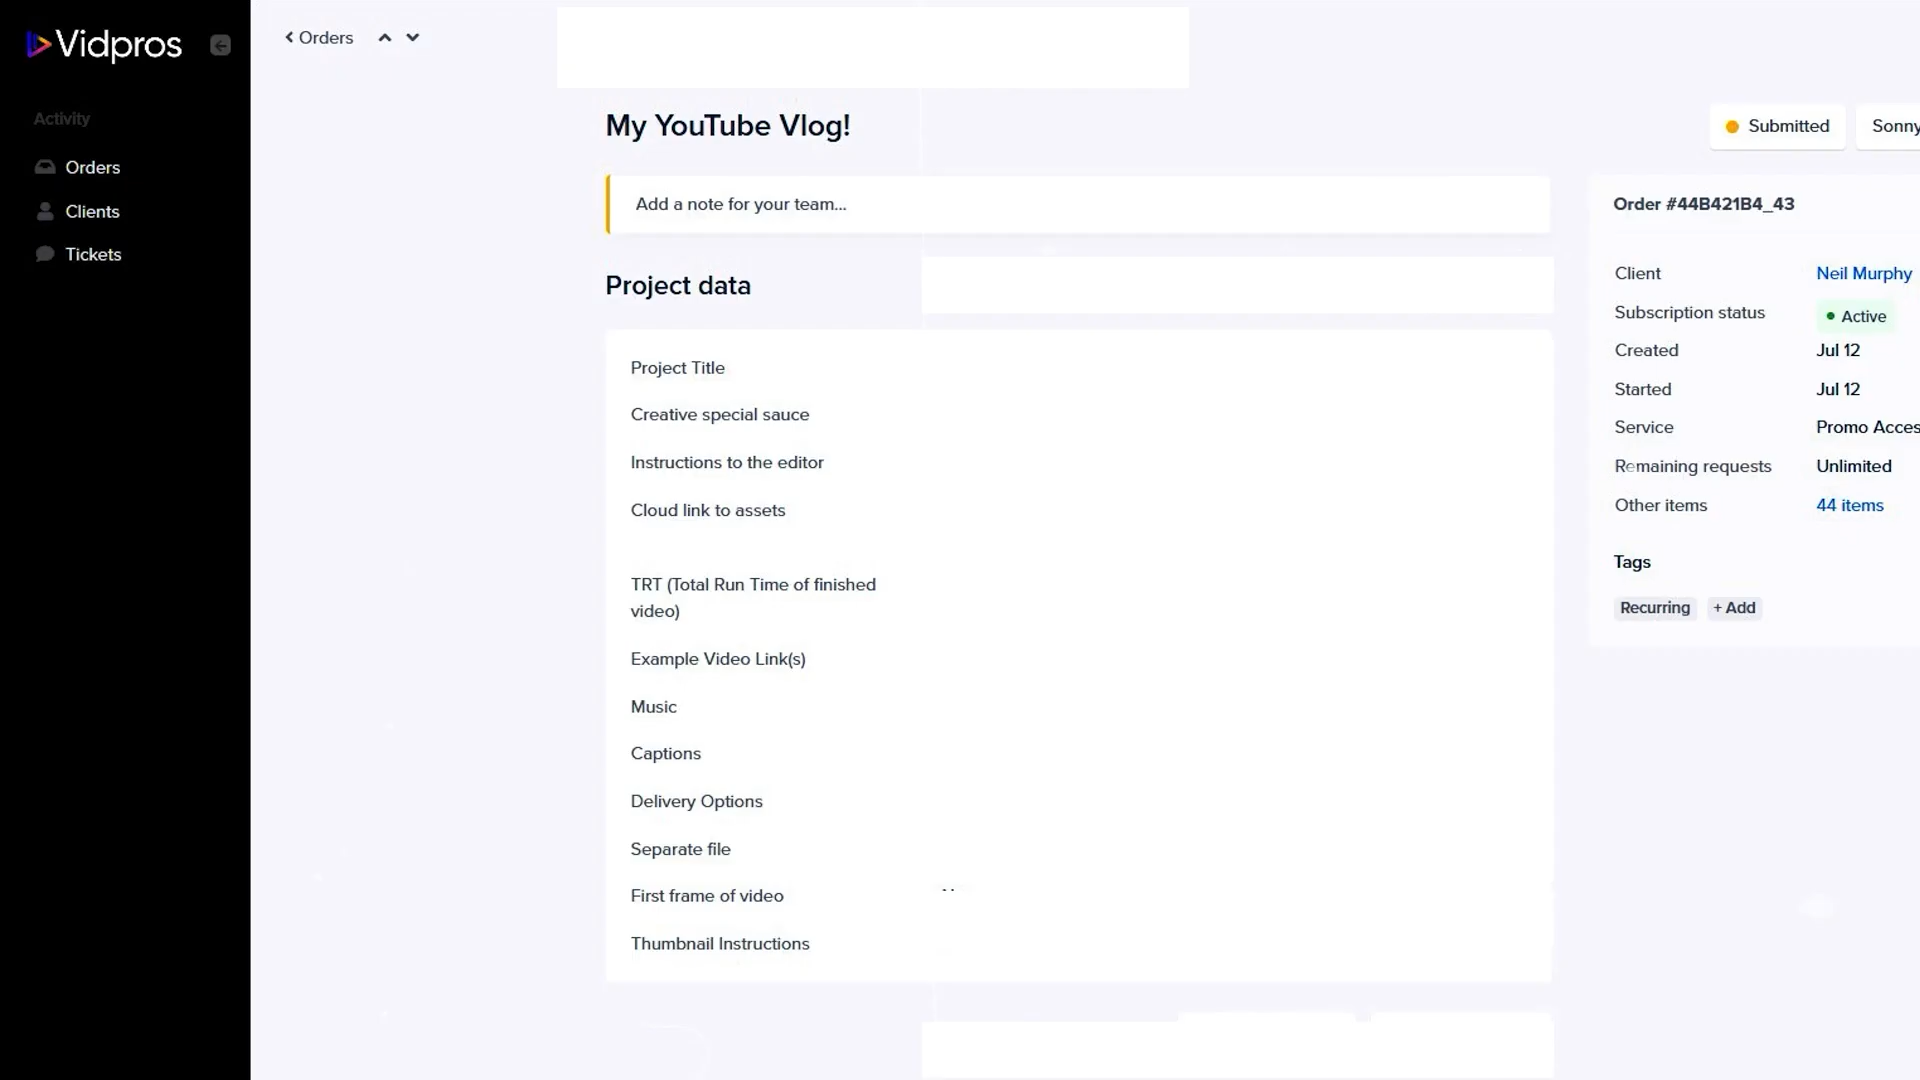 Vidpros
Activity
Orders
Clients
Tickets
Orders
My YouTube Vlog!
Submitted
Sonny
Add a note for your team...
Project data
Project Title
Creative special sauce
Instructions to the editor
Cloud link to assets
TRT (Total Run Time of finished
video)
Example Video Link(s)
Music
Captions
Delivery Options
Separate file
First frame of video
Thumbnail Instructions
Order #44B421B4_43
Client Neil Murphy
Subscription status Active
Created Jul 12
Started Jul 12
Service Promo Acces
Remaining requests Unlimited
Other items 44 items
Tags
Recurring + Add